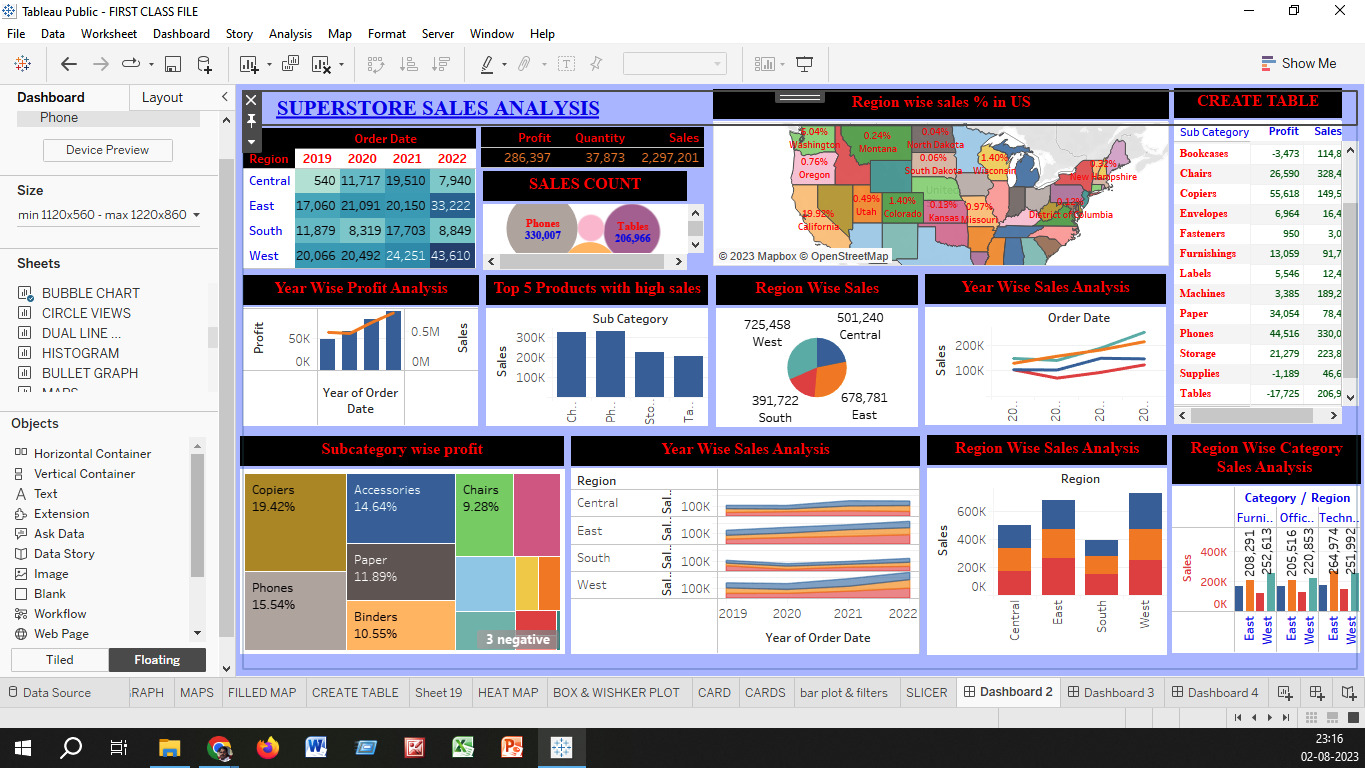 Tableau Public - FIRST CLASS FILE
File Data Worksheet Dashboard Story Analysis Map Format Server Window Help
Show Me
Dashboard Layout
Phone
Device Preview
Size
min 1120x560 - max 1220x860
Sheets
BUBBLE CHART
CIRCLE VIEWS
DUAL LINE ...
HISTOGRAM
BULLET GRAPH
MAPS
Objects
Horizontal Container
Vertical Container
Text
Extension
Ask Data
Data Story
Image
Blank
Workflow
Web Page
Tiled Floating
SUPERSTORE SALES ANALYSIS
Order Date
Region 2019 2020 2021 2022
Central 540 11,717 19,510 7,940
East 17,060 21,091 20,150 33,222
South 11,879 8,319 17,703 8,849
West 20,066 20,492 24,251 43,610
Profit Quantity Sales
286,397 37,873 2,297,201
SALES COUNT
Phones
330,007
Tables
206,966
Region wise sales % in US
Washington
0.24%
Montana
0.04%
North Dakota
0.76%
Oregon
0.06%
South Dakota
1.40%
Wisconsin
0.32%
New Hampshire
United
0.49%
Utah
1.40%
Colorado
0.13%
Kansas
0.97%
Missouri
0.12%
District of Columbia
19.92%
California
© 2023 Mapbox © OpenStreetMap
CREATE TABLE
Sub Category Profit Sales
Bookcases -3,473 114,8
Chairs 26,590 328,4
Copiers 55,618 149,5
Envelopes 6,964 16,4
Fasteners 950 3,0
Furnishings 13,059 91,7
Labels 5,546 12,4
Machines 3,385 189,2
Paper 34,054 78,4
Phones 44,516 330,0
Storage 21,279 223,8
Supplies -1,189 46,6
Tables -17,725 206,9
Year Wise Profit Analysis
Profit
50K
0K
0.5M
0M
Sales
Year of Order
Date
Top 5 Products with high sales
Sub Category
Sales
300K
200K
100K
Ch..
Ph..
Sto..
Ta..
Region Wise Sales
725,458
West
501,240
Central
391,722
South
678,781
East
Year Wise Sales Analysis
Order Date
Sales
200K
100K
20..
20..
20..
20..
Subcategory wise profit
Copiers
19.42%
Accessories
14.64%
Chairs
9.28%
Paper
11.89%
Phones
15.54%
Binders
10.55%
3 negative
Year Wise Sales Analysis
Region
Central Sal.. 100K
East Sal.. 100K
South Sal.. 100K
West Sal.. 100K
2019 2020 2021 2022
Year of Order Date
Region Wise Sales Analysis
Region
Sales
600K
400K
200K
0K
Central
East
South
West
Region Wise Category
Sales Analysis
Category / Region
Furni.. Offic.. Techn..
Sales
400K
200K
0K
208,291
252,613
205,516
220,853
264,974
251,992
East
West
East
West
East
West
Data Source GRAPH MAPS FILLED MAP CREATE TABLE Sheet 19 HEAT MAP BOX & WISHKER PLOT CARD CARDS bar plot & filters SLICER Dashboard 2 Dashboard 3 Dashboard 4
23:16
02-08-2023